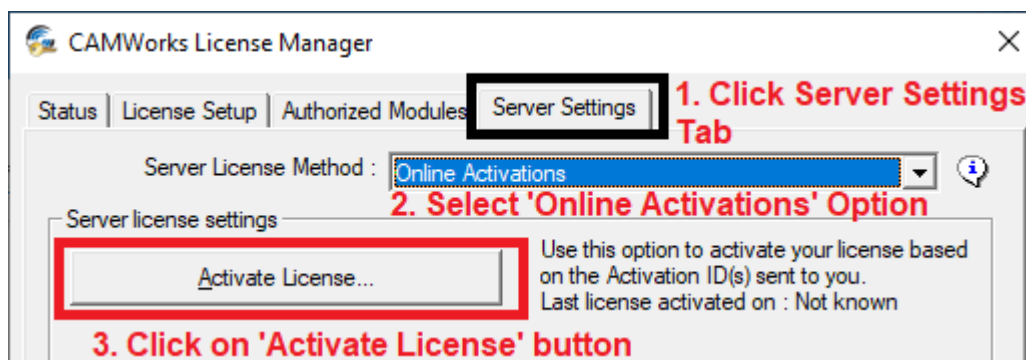 CAMWorks License Manager
Status License Setup Authorized Modules Server Settings 1. Click Server Settings
Tab
Server License Method : Online Activations
2. Select 'Online Activations' Option
Server license settings
Activate License... Use this option to activate your license based
on the Activation ID(s) sent to you.
Last license activated on : Not known
3. Click on 'Activate License' button